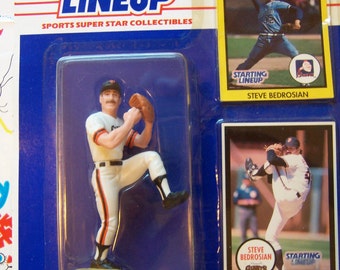 LINEUP
SPORTS SUPER STAR COLLECTIBLES
STARTING
LINEUP
STEVE BEDROSIAN
STEVE
BEDROSIAN
STARTING
LINEUP